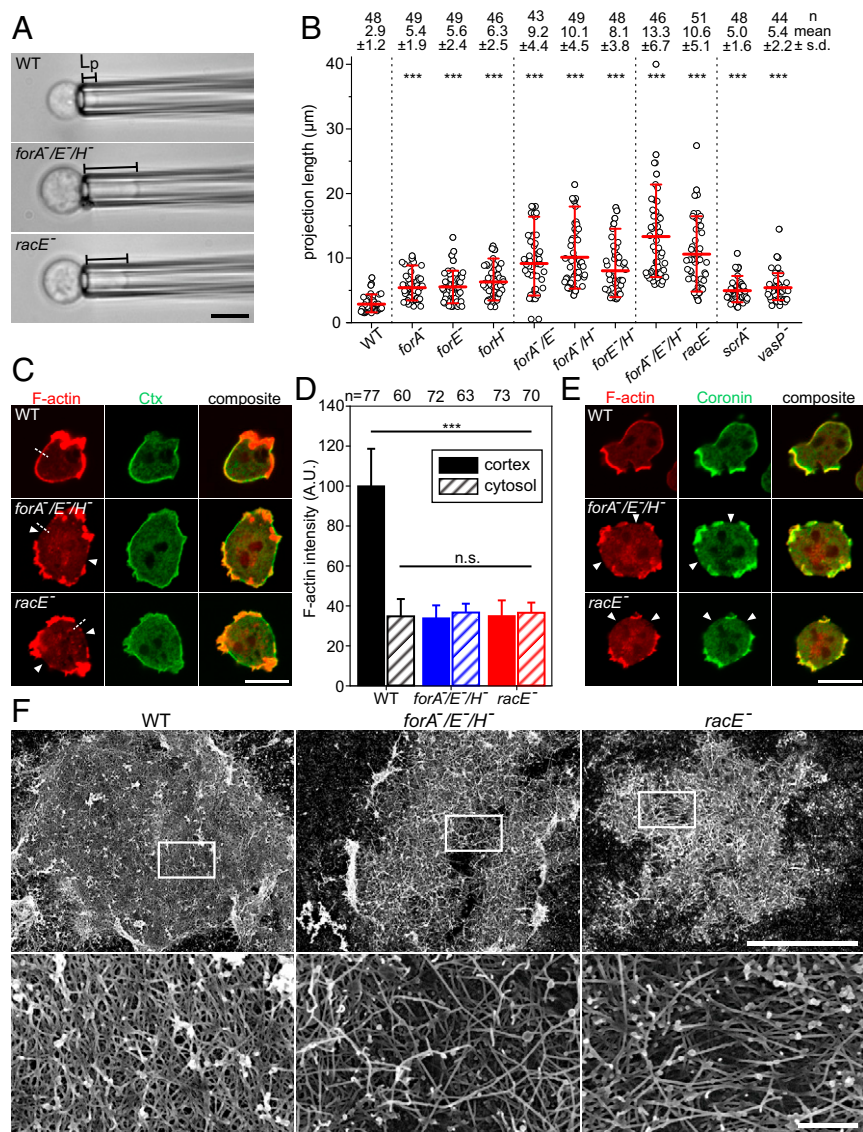 A
WT
Lp
forA⁻/E⁻/H⁻
racE⁻
B
48 49 49 46 43 49 48 46 51 48 44 n
2.9 5.4 5.6 6.3 9.2 10.1 8.1 13.3 10.6 5.0 5.4 mean
±1.2 ±1.9 ±2.4 ±2.5 ±4.4 ±4.5 ±3.8 ±6.7 ±5.1 ±1.6 ±2.2 ± s.d.
*** *** *** *** *** *** *** *** *** ***
projection length (µm)
40
30
20
10
0
WT forA⁻ forE⁻ forH⁻ forA⁻/E⁻ forA⁻/H⁻ forE⁻/H⁻ forA⁻/E⁻/H⁻ racE⁻ scrA⁻ vasP⁻
C
F-actin Ctx composite
WT
forA⁻/E⁻/H⁻
racE⁻
D
n=77 60 72 63 73 70
F-actin intensity (A.U.)
140
120
100
80
60
40
20
0
***
cortex
cytosol
n.s.
WT forA⁻/E⁻/H⁻ racE⁻
E
F-actin Coronin composite
WT
forA⁻/E⁻/H⁻
racE⁻
F
WT forA⁻/E⁻/H⁻ racE⁻